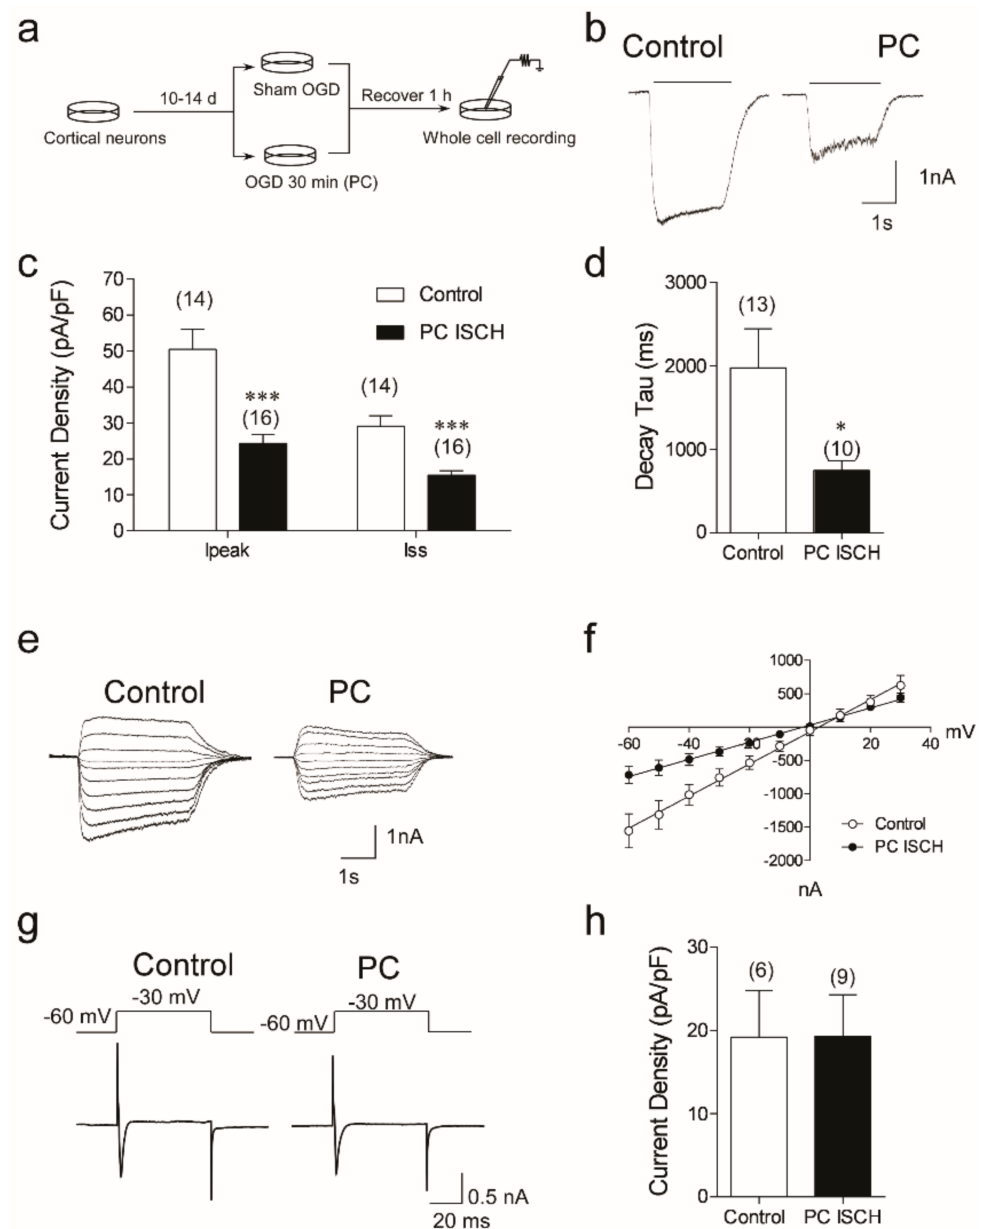 a
Sham OGD
10-14 d
Recover 1 h
Cortical neurons
Whole cell recording
OGD 30 min (PC)
b
Control PC
1nA
1s
c
70
60
50
40
30
20
10
0
Current Density (pA/pF)
(14)
***
(16)
(14)
***
(16)
Control
PC ISCH
Ipeak Iss
d
3000
2000
1000
0
Decay Tau (ms)
(13)
*
(10)
Control PC ISCH
e
Control PC
1nA
1s
f
1000
500
-60 -40 -20 20 40 mV
-500
-1000
-1500
-2000
nA
Control
PC ISCH
g
Control PC
-30 mV -30 mV
-60 mV -60 mV
0.5 nA
20 ms
h
30
20
10
0
Current Density (pA/pF)
(6)
(9)
Control PC ISCH